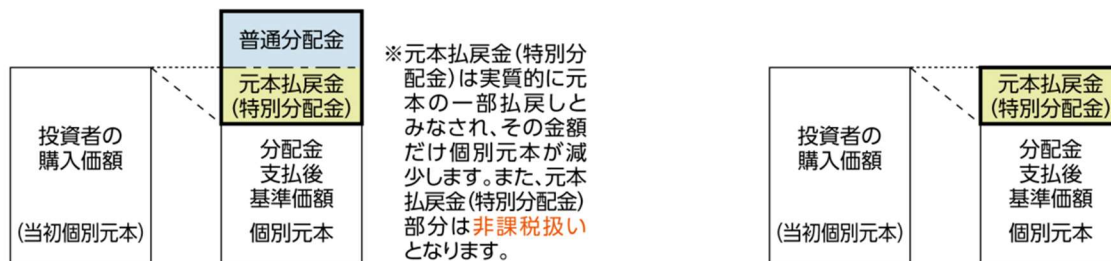 普通分配金
元本払戻金
(特別分配金)
投資者の
購入価額
(当初個別元本)
分配金
支払後
基準価額
個別元本
※元本払戻金(特別分
配金)は実質的に元
本の一部払戻しと
みなされ、その金額
だけ個別元本が減
少します。また、元本
払戻金(特別分配金)
部分は非課税扱い
となります。
元本払戻金
(特別分配金)
投資者の
購入価額
(当初個別元本)
分配金
支払後
基準価額
個別元本